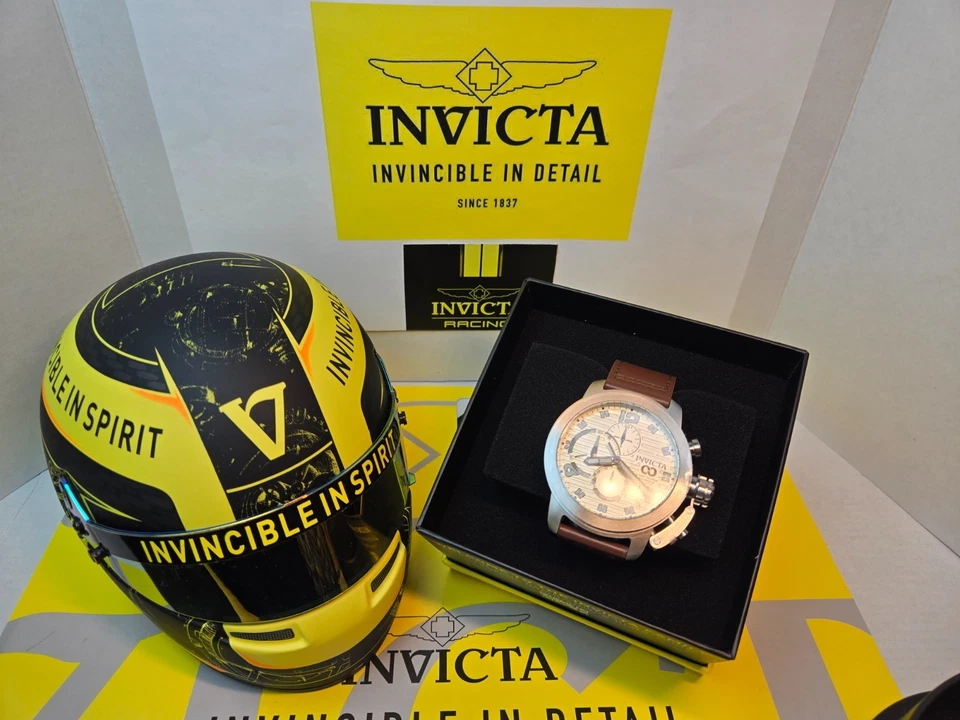 INVICTA
INVINCIBLE IN DETAIL
SINCE 1837
INVICTA
RACING
INVINCIBLE
IN SPIRIT
V
INVINCIBLE IN SPIRIT
12
INVICTA
INVICTA
INVINCIBLE IN DETAIL